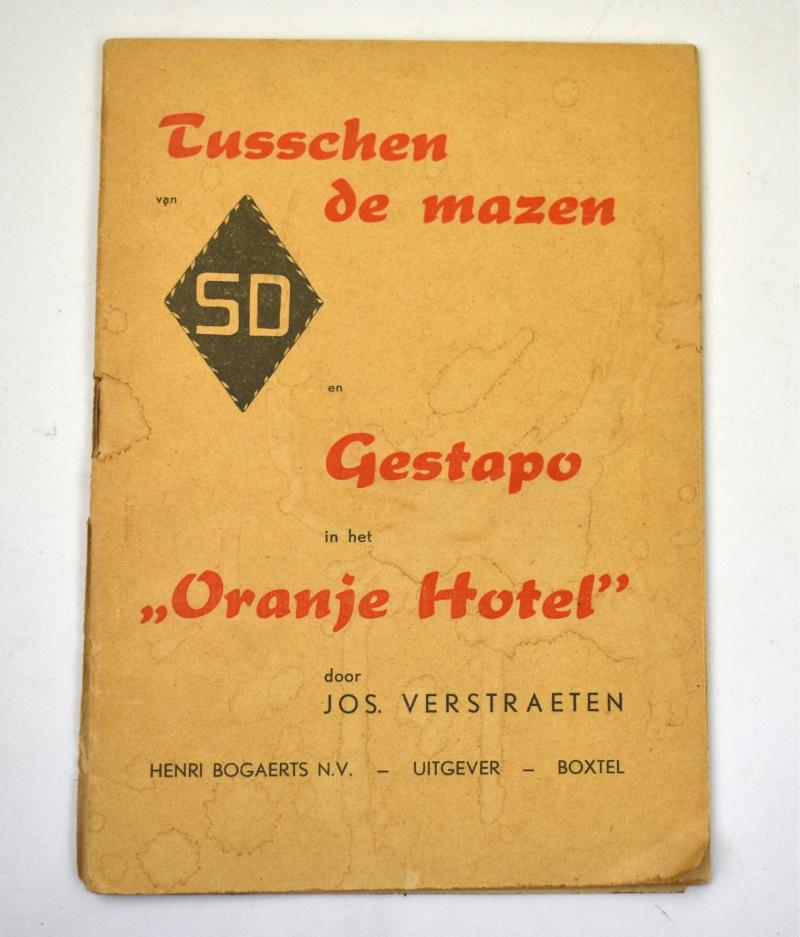 Tusschen
de mazen
van
SD
en
Gestapo
in het
„Oranje Hotel”
door
JOS. VERSTRAETEN
HENRI BOGAERTS N.V. – UITGEVER – BOXTEL